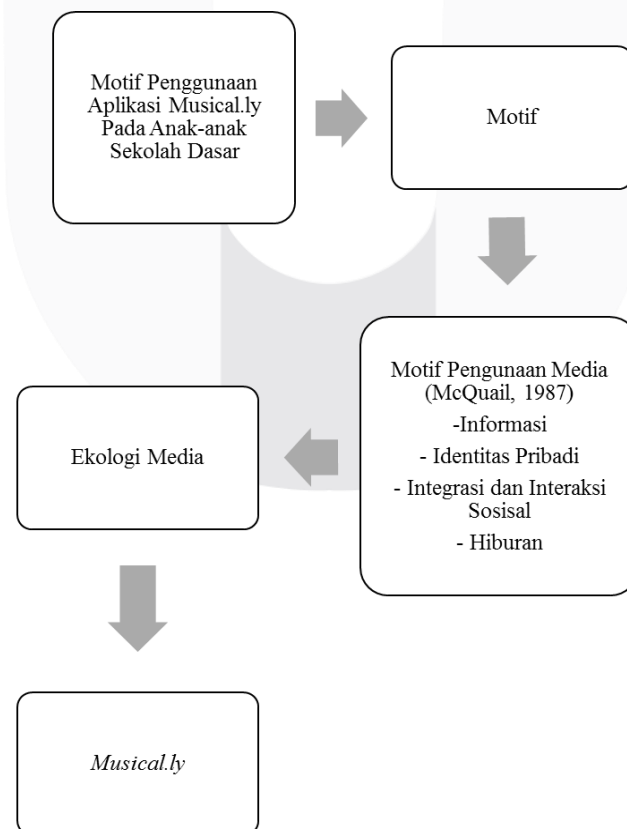 Motif Penggunaan
Aplikasi Musical.ly
Pada Anak-anak
Sekolah Dasar
Motif
Motif Pengunaan Media
(McQuail, 1987)
-Informasi
- Identitas Pribadi
- Integrasi dan Interaksi
Sosisal
- Hiburan
Ekologi Media
Musical.ly